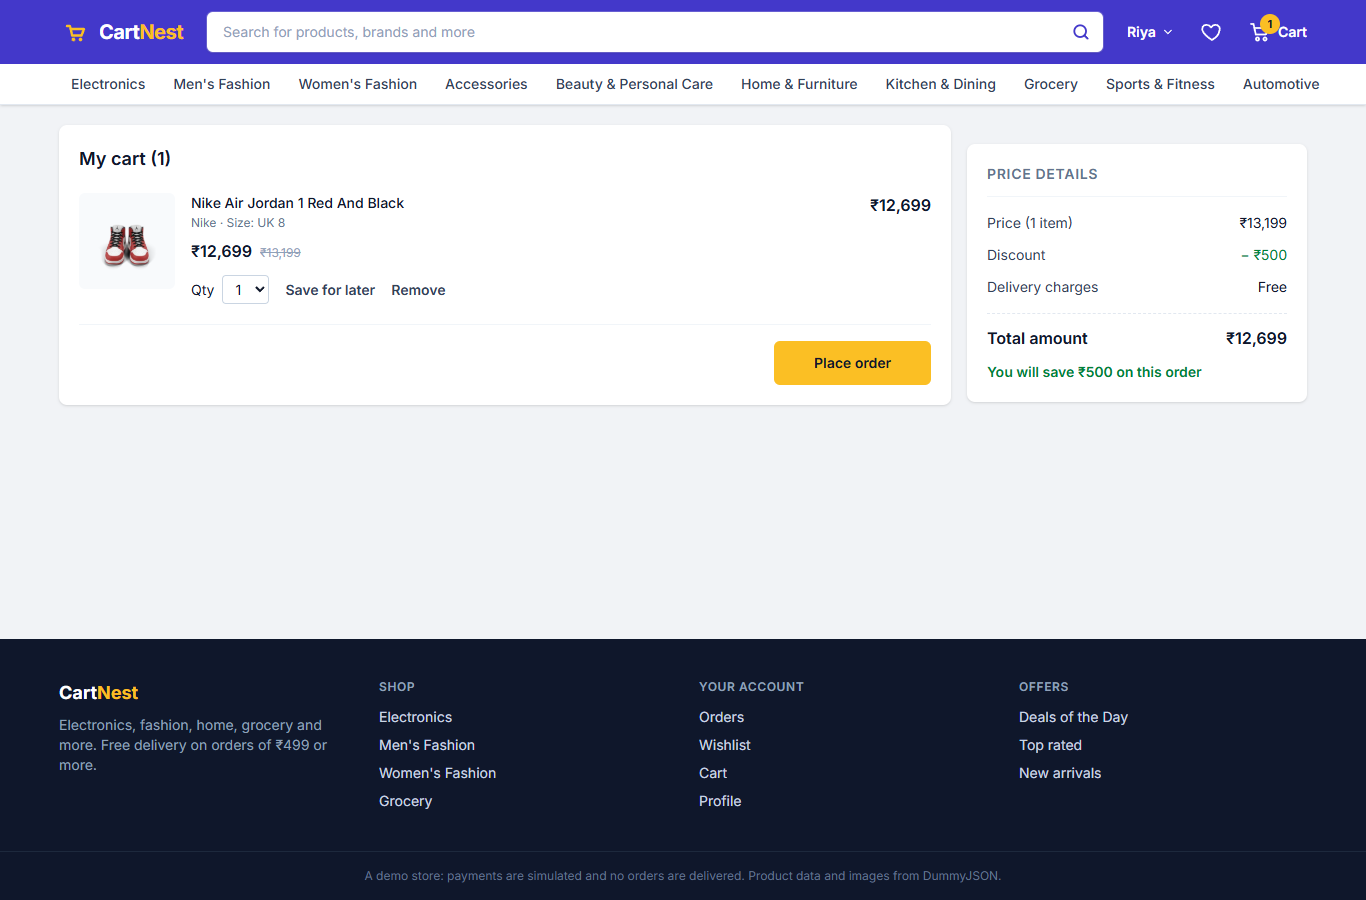 CartNest
Search for products, brands and more
Riya
1
Cart
Electronics Men's Fashion Women's Fashion Accessories Beauty & Personal Care Home & Furniture Kitchen & Dining Grocery Sports & Fitness Automotive
My cart (1)
Nike Air Jordan 1 Red And Black
₹12,699
Nike · Size: UK 8
₹12,699 ₹13,199
Qty 1 Save for later Remove
Place order
PRICE DETAILS
Price (1 item) ₹13,199
Discount − ₹500
Delivery charges Free
Total amount ₹12,699
You will save ₹500 on this order
CartNest
Electronics, fashion, home, grocery and
more. Free delivery on orders of ₹499 or
more.
SHOP
Electronics
Men's Fashion
Women's Fashion
Grocery
YOUR ACCOUNT
Orders
Wishlist
Cart
Profile
OFFERS
Deals of the Day
Top rated
New arrivals
A demo store: payments are simulated and no orders are delivered. Product data and images from DummyJSON.